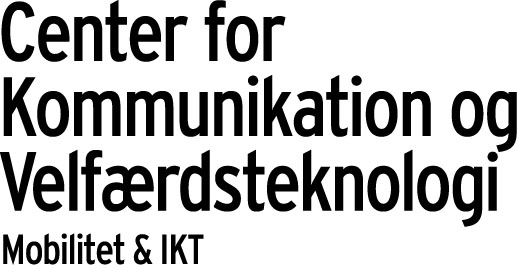 Center for
Kommunikation og
Velfærdsteknologi
Mobilitet & IKT